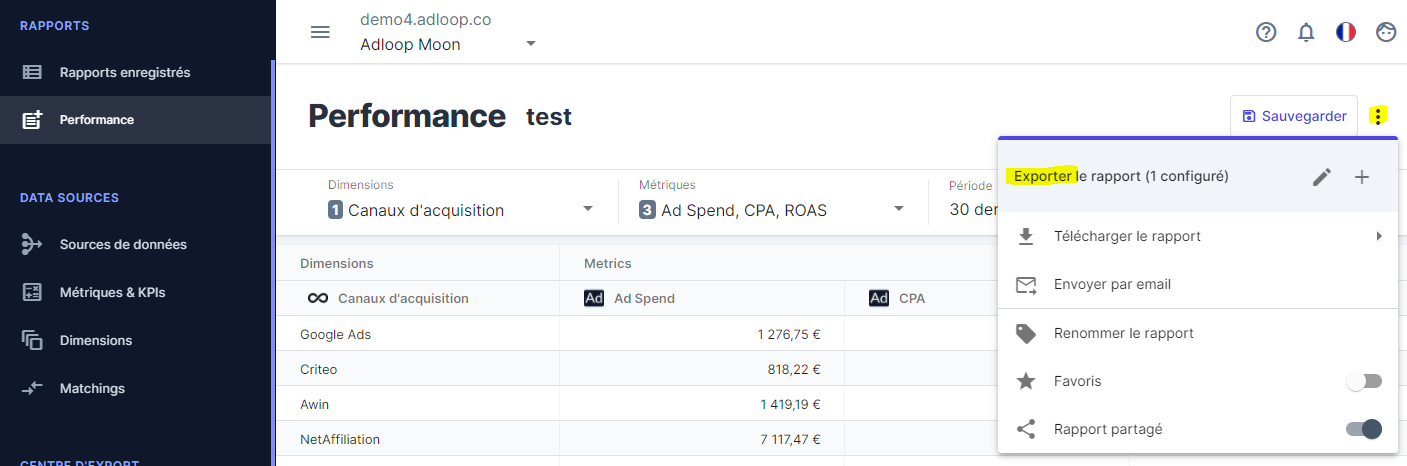 RAPPORTS
Rapports enregistrés
Performance
DATA SOURCES
Sources de données
Métriques & KPIs
Dimensions
Matchings
demo4.adloop.co
Adloop Moon
Performance test
Sauvegarder
Exporter le rapport (1 configuré)
Télécharger le rapport
Envoyer par email
Renommer le rapport
Favoris
Rapport partagé
Dimensions
1 Canaux d'acquisition
Métriques
3 Ad Spend, CPA, ROAS
Période
30 der
Dimensions Metrics
Canaux d'acquisition Ad Ad Spend Ad CPA
Google Ads 1 276,75 €
Criteo 818,22 €
Awin 1 419,19 €
NetAffiliation 7 117,47 €